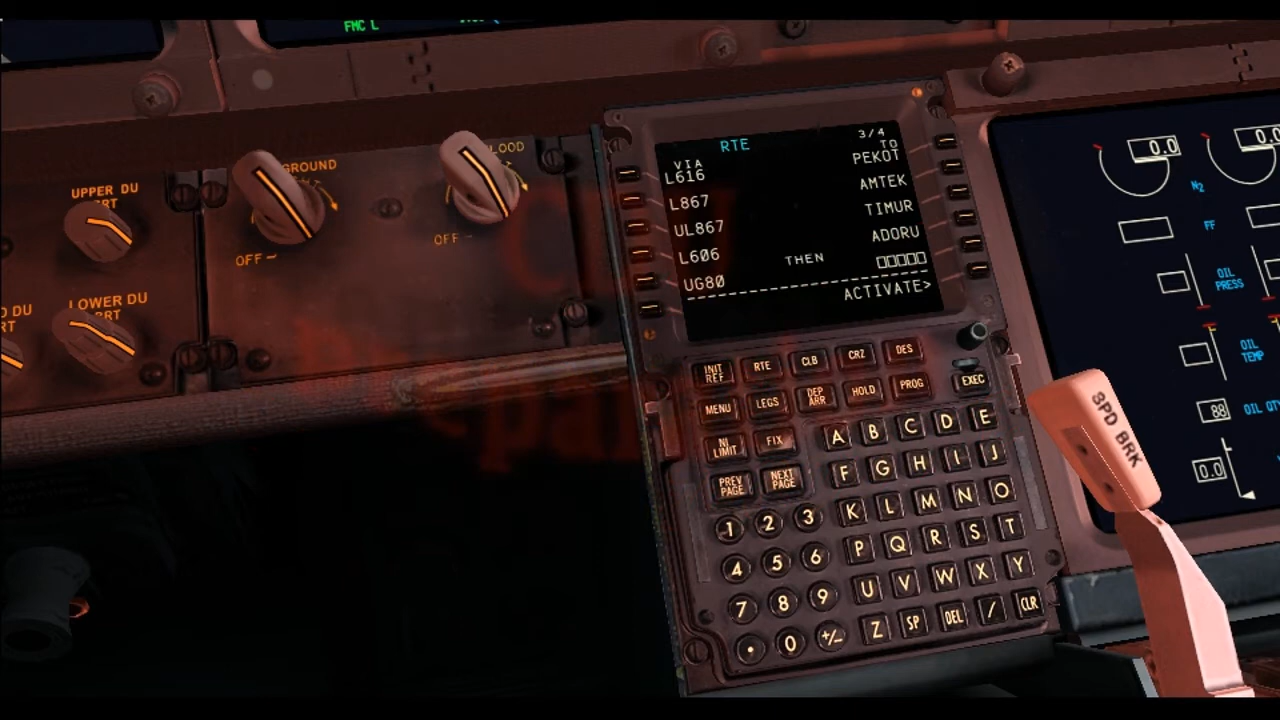 FMC L
UPPER DU
GROUND
OFF
OFF
LOWER DU
RTE 3/4
VIA TO
L616 PEKOT
L867 AMTEK
UL867 TIMUR
L606 ADORU
UG80 THEN □□□□□
ACTIVATE>
INIT REF RTE CLB CRZ DES
MENU LEGS DEP ARR HOLD PROG EXEC
N1 LIMIT FIX
PREV PAGE NEXT PAGE
A B C D E
F G H I J
K L M N O
P Q R S T
U V W X Y
Z SP DEL / CLR
1 2 3
4 5 6
7 8 9
. 0 +/-
SPD BRK
0.0 0.0
N2
FF
OIL
PRESS
OIL
TEMP
88 OIL QTY
0.0